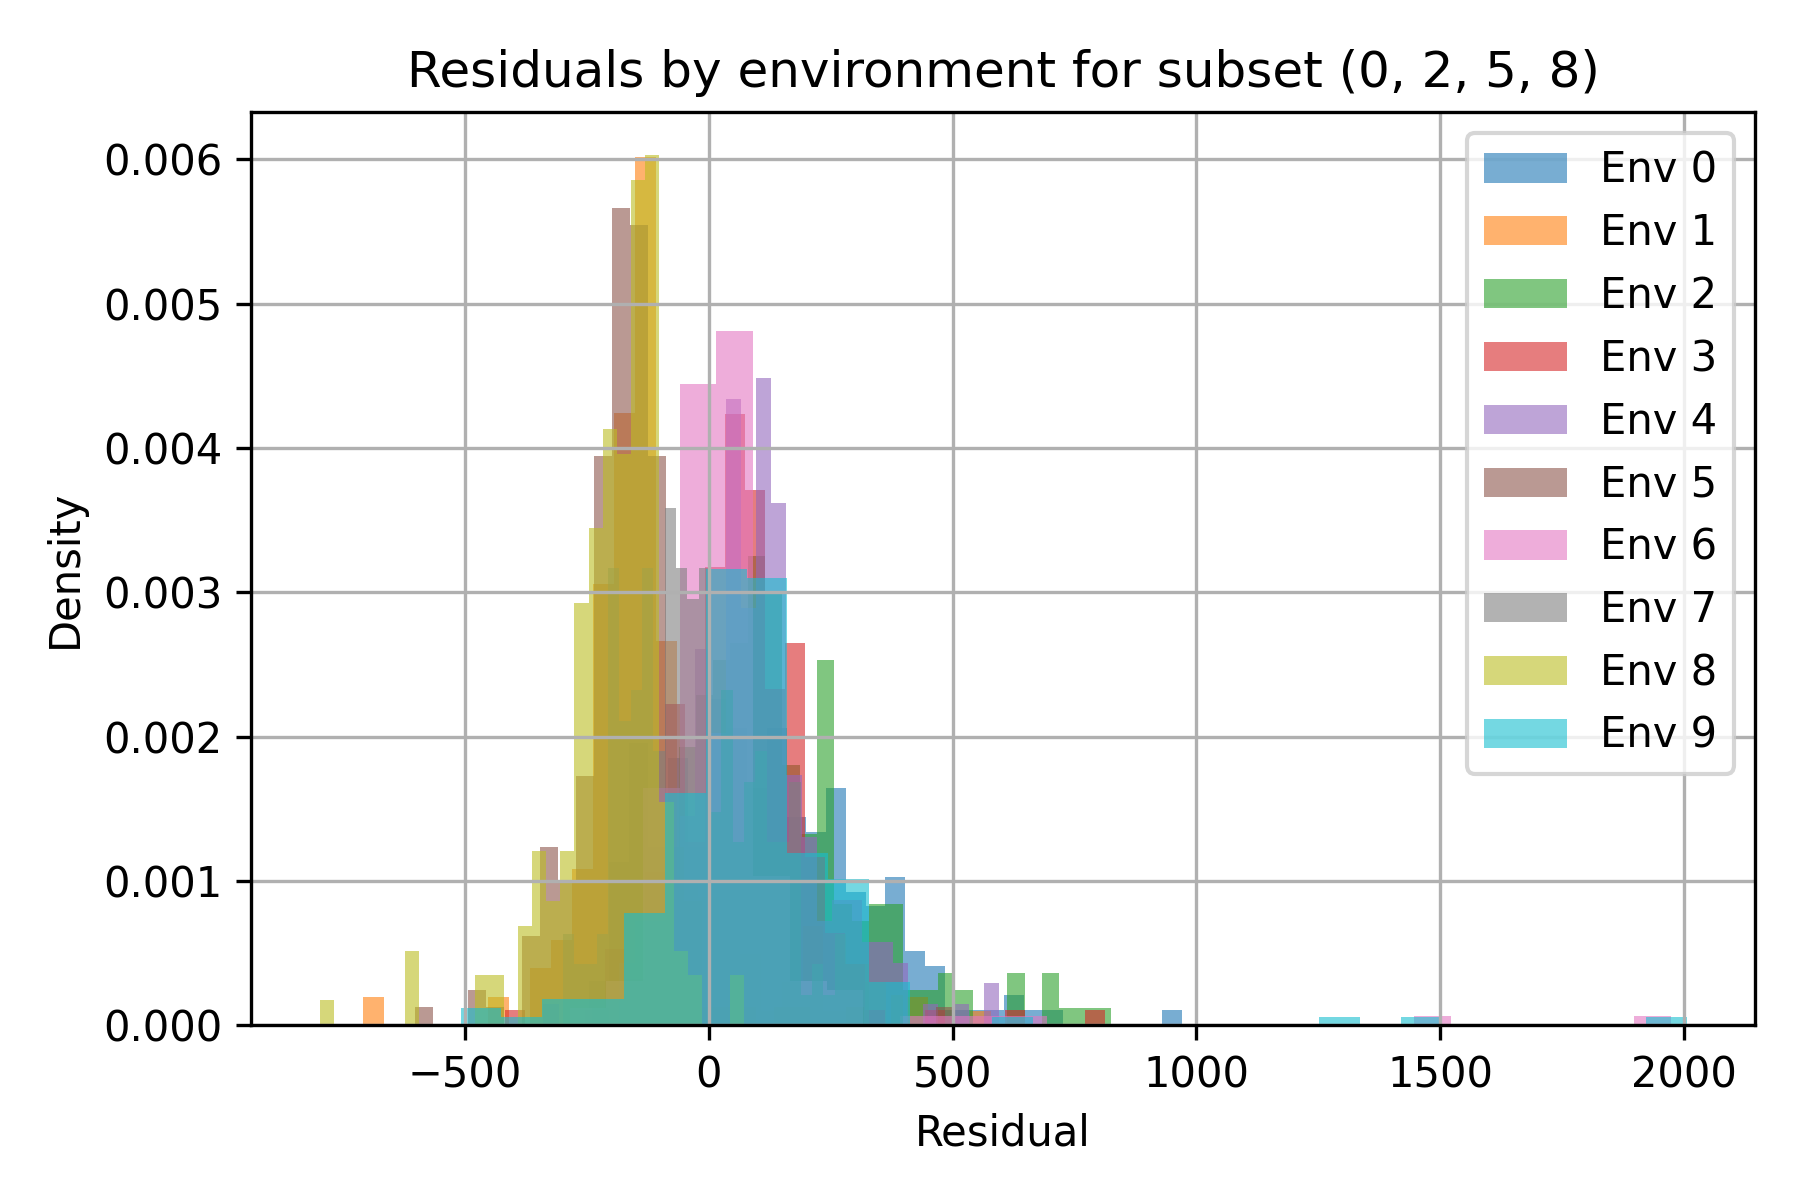 Residuals by environment for subset (0, 2, 5, 8)
0.006
0.005
0.004
0.003
0.002
0.001
0.000
Density
−500
0
500
1000
1500
2000
Residual
Env 0
Env 1
Env 2
Env 3
Env 4
Env 5
Env 6
Env 7
Env 8
Env 9